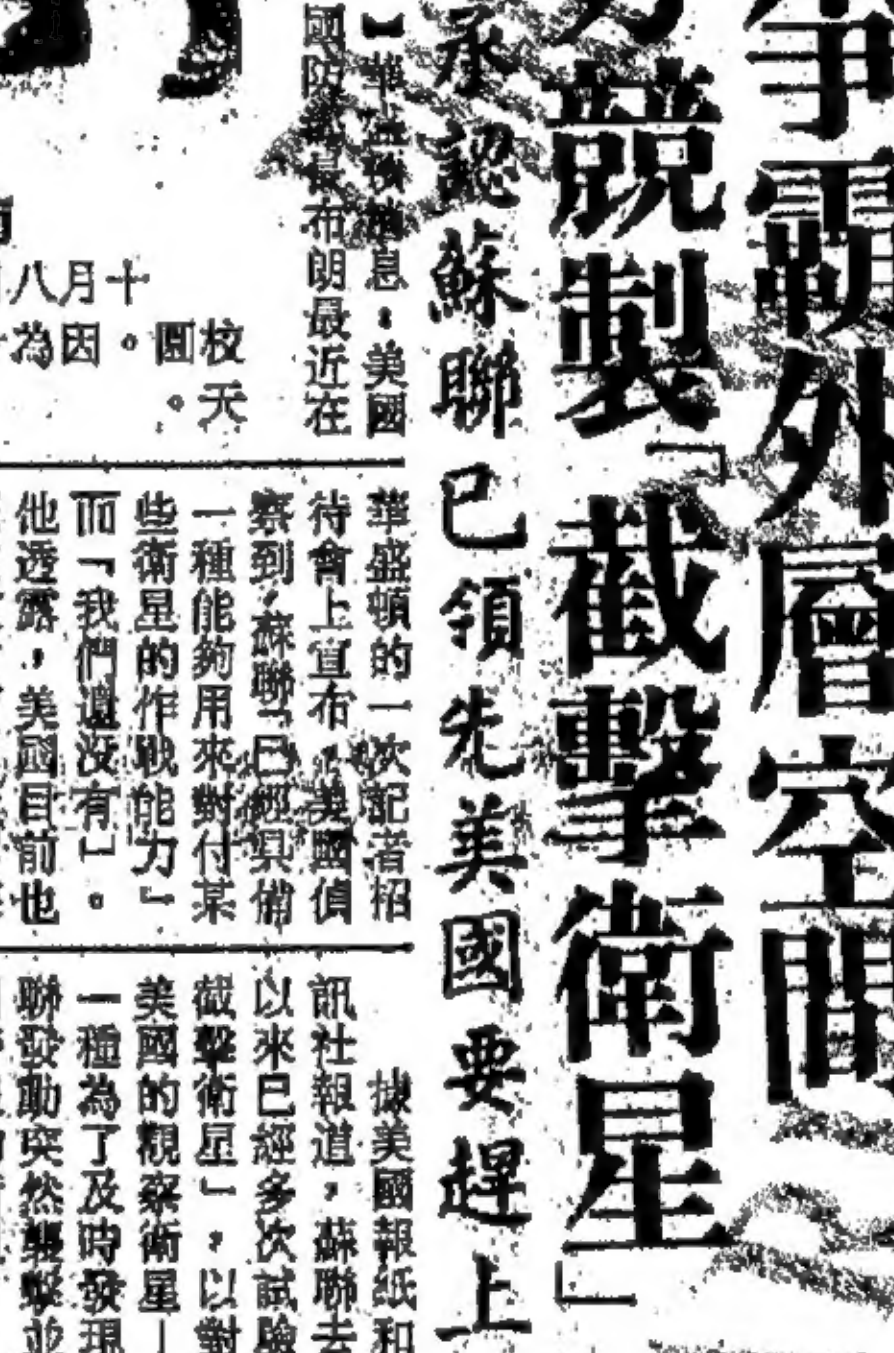 爭霸外層空間
競製「截擊衛星」
承認蘇聯已領先美國要趕上
息：美國
國防部長布朗最近在
華盛頓的一次記者招
待會上宣布，美國偵
察到，蘇聯「已經具備
一種能夠用來對付某
些衛星的作戰能力」
而「我們還沒有」。
他透露，美國目前也
據美國報紙和
訊社報道，蘇聯去
以來已經多次試驗
截擊衛星」，以對
美國的觀察衛星—
一種為了及時發現
聯發動突然襲擊並
校天
圓。
十月八
。因為